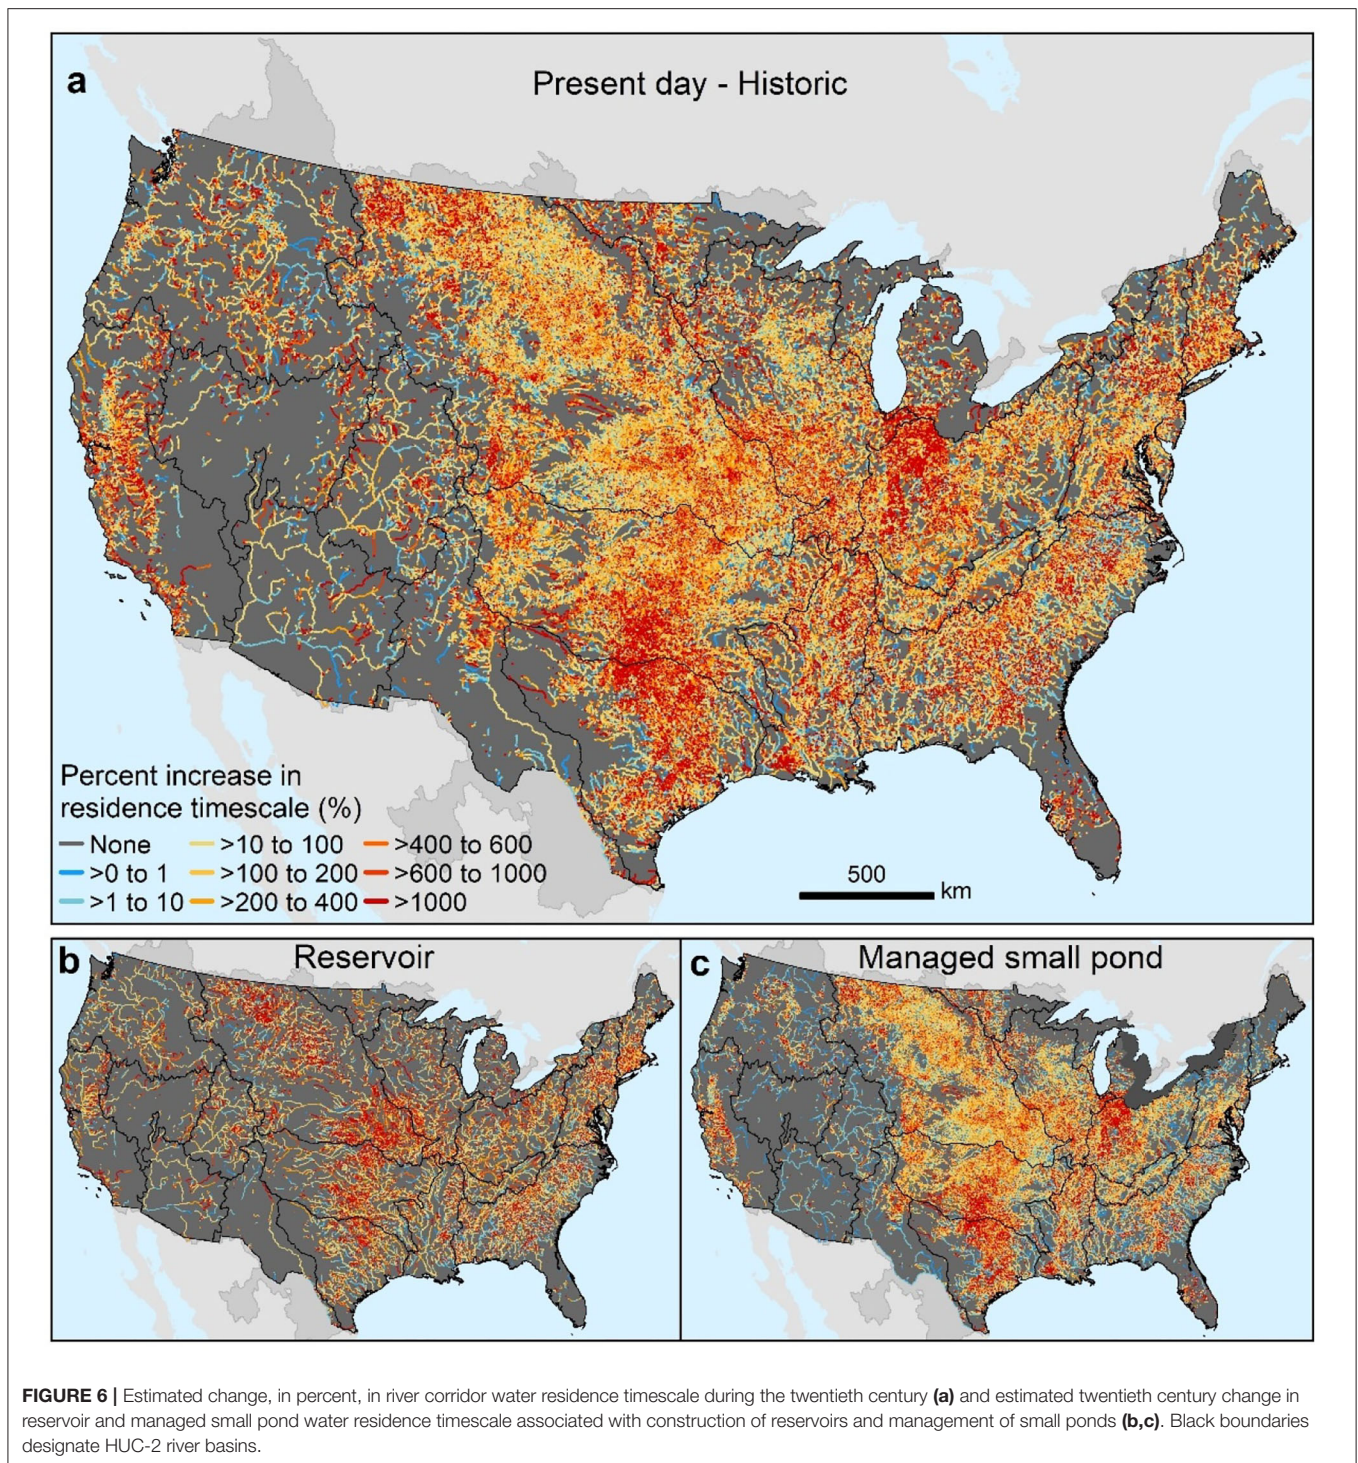 a
Present day - Historic
Percent increase in
residence timescale (%)
None
>10 to 100
>400 to 600
>0 to 1
>100 to 200
>600 to 1000
>1 to 10
>200 to 400
>1000
500
km
b
Reservoir
c
Managed small pond
FIGURE 6 | Estimated change, in percent, in river corridor water residence timescale during the twentieth century (a) and estimated twentieth century change in
reservoir and managed small pond water residence timescale associated with construction of reservoirs and management of small ponds (b,c). Black boundaries
designate HUC-2 river basins.